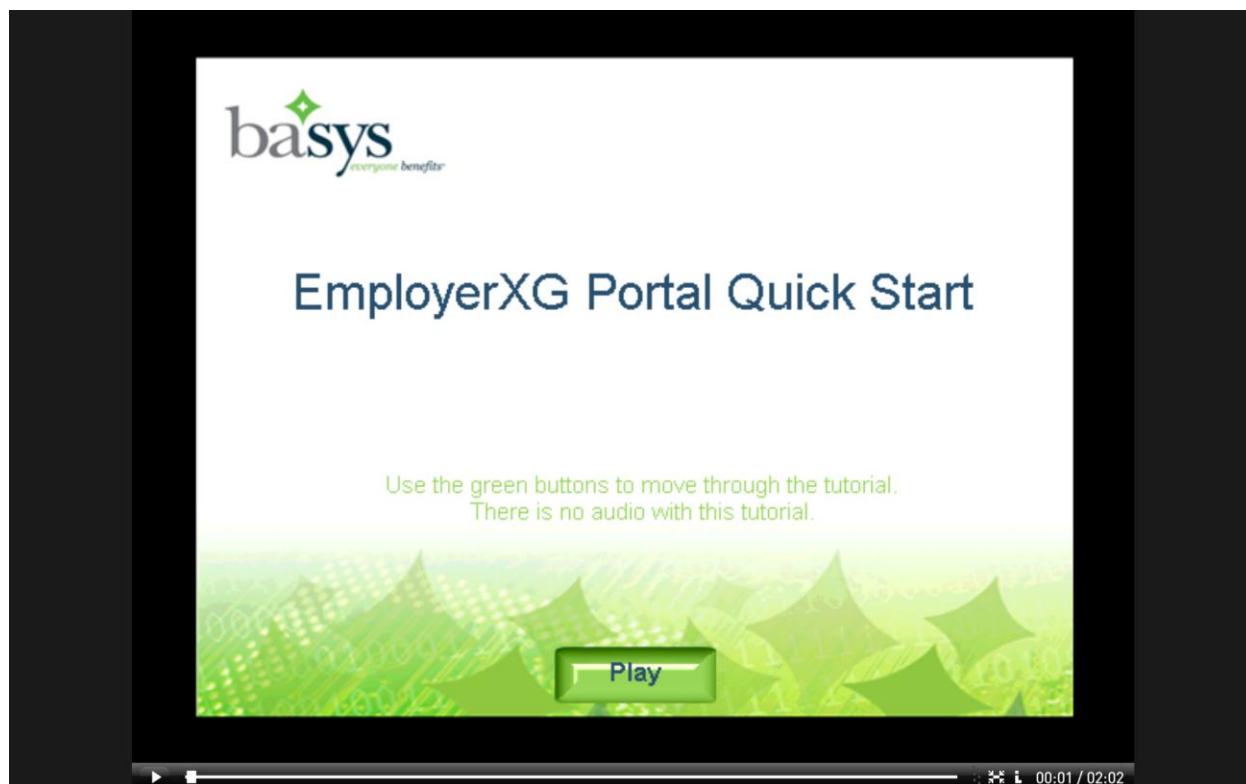 basys
everyone benefits
EmployerXG Portal Quick Start
Use the green buttons to move through the tutorial.
There is no audio with this tutorial.
Play
00:01 / 02:02